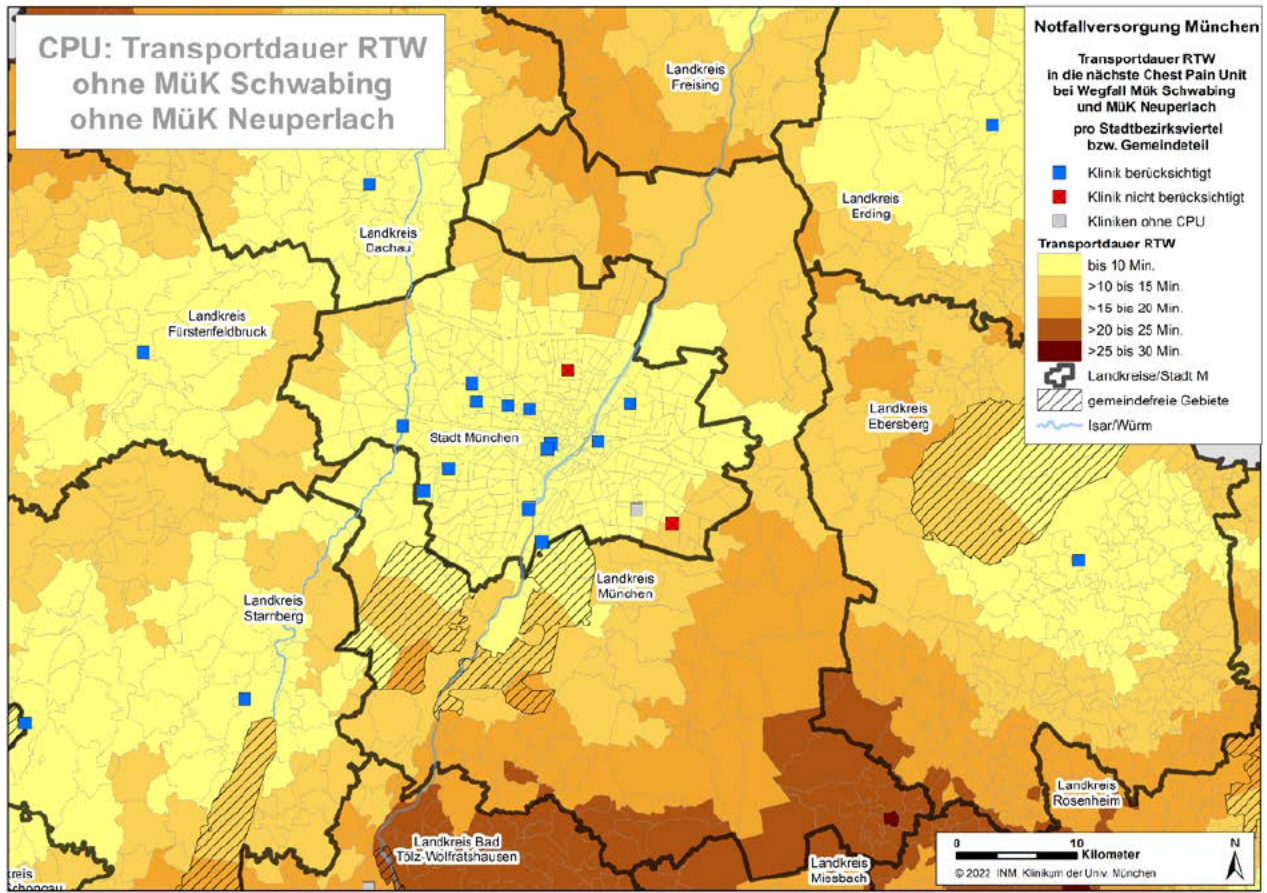 CPU: Transportdauer RTW
ohne MüK Schwabing
ohne MüK Neuperlach
Notfallversorgung München
Transportdauer RTW
in die nächste Chest Pain Unit
bei Wegfall Mük Schwabing
und MüK Neuperlach
pro Stadtbezirksviertel
bzw. Gemeindeteil
Klinik berücksichtigt
Klinik nicht berücksichtigt
Kliniken ohne CPU
Transportdauer RTW
bis 10 Min.
>10 bis 15 Min.
>15 bis 20 Min.
>20 bis 25 Min.
>25 bis 30 Min.
Landkreise/Stadt M
gemeindefreie Gebiete
Isar/Würm
Landkreis
Freising
Landkreis
Erding
Landkreis
Dachau
Landkreis
Fürstenfeldbruck
Landkreis
Ebersberg
Stadt München
Landkreis
München
Landkreis
Starnberg
Landkreis
Rosenheim
Landkreis Bad
Tölz-Wolfratshausen
Landkreis
Miesbach
kreis
chongau
0 10
Kilometer
N
© 2022 INM, Klinikum der Univ. München